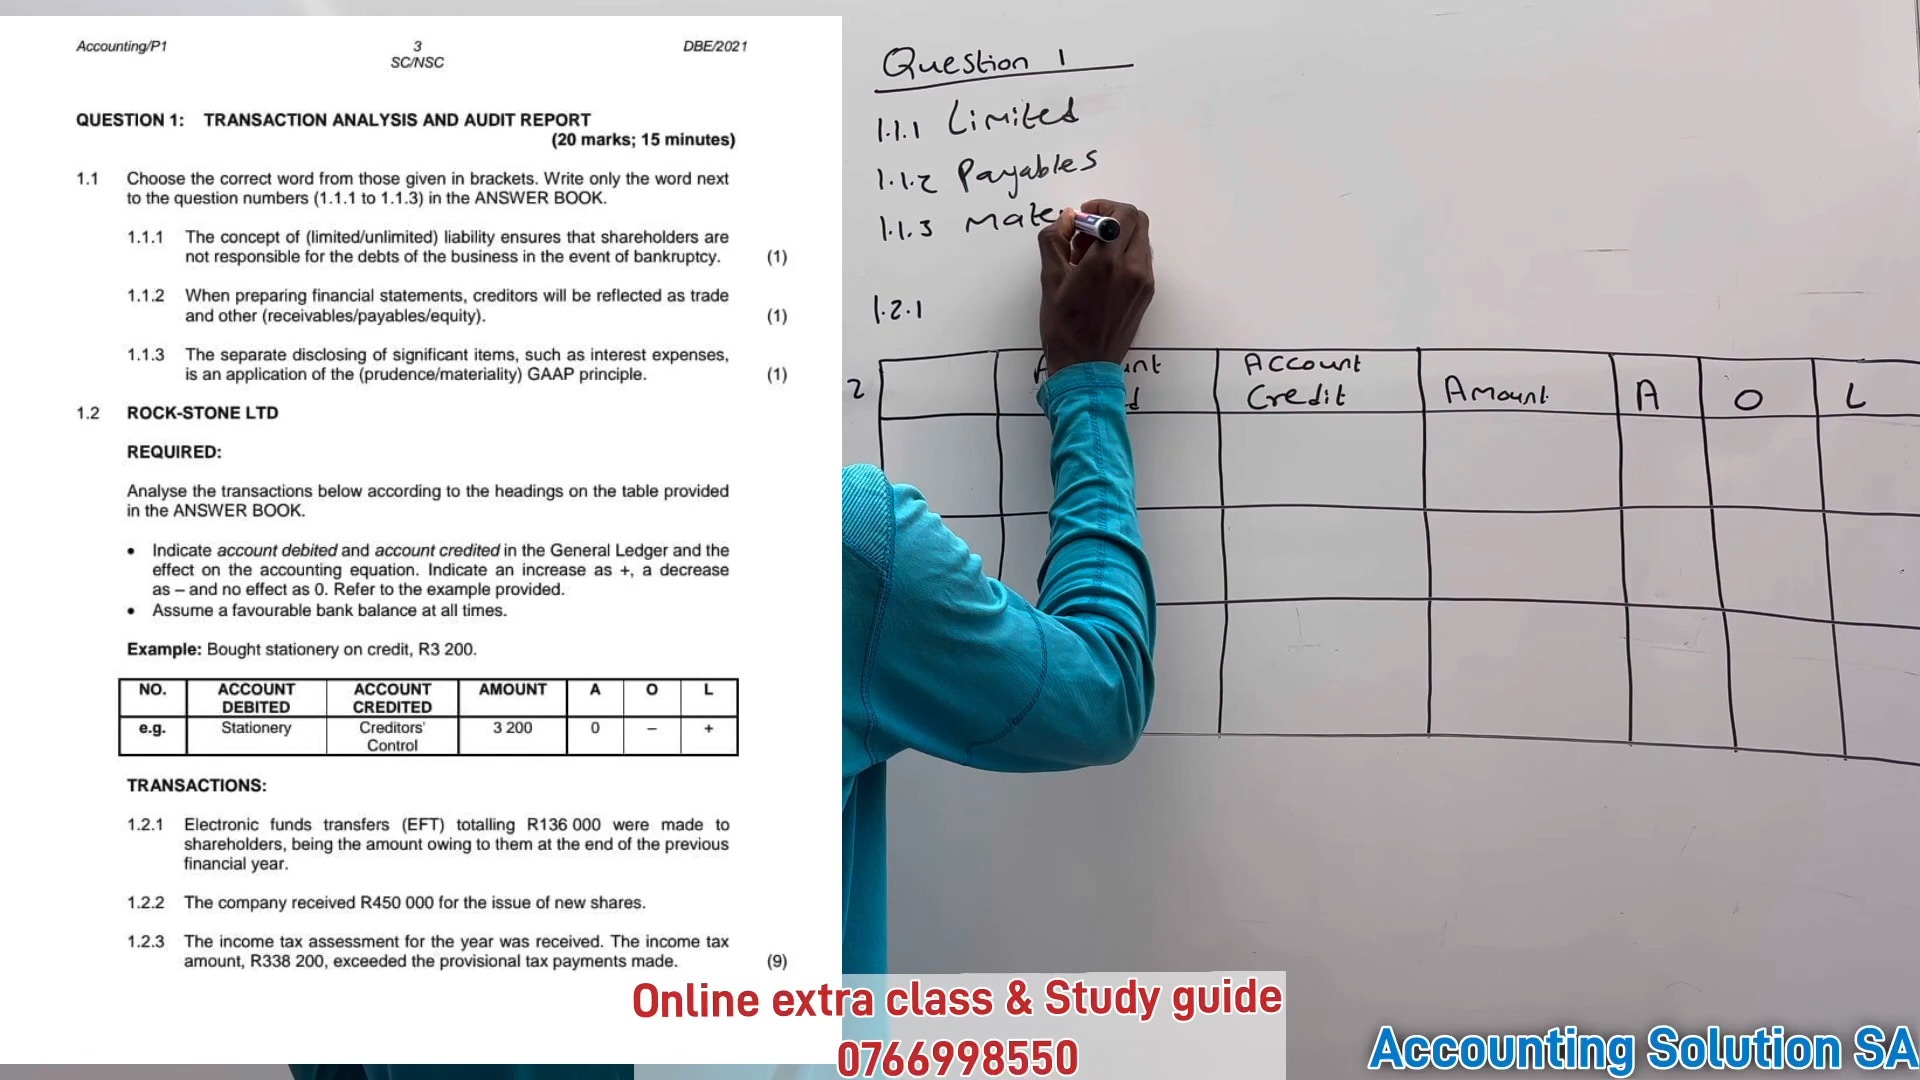 Accounting/P1
3
SC/NSC
DBE/2021
QUESTION 1: TRANSACTION ANALYSIS AND AUDIT REPORT
(20 marks; 15 minutes)
1.1 Choose the correct word from those given in brackets. Write only the word next
to the question numbers (1.1.1 to 1.1.3) in the ANSWER BOOK.
1.1.1 The concept of (limited/unlimited) liability ensures that shareholders are
not responsible for the debts of the business in the event of bankruptcy. (1)
1.1.2 When preparing financial statements, creditors will be reflected as trade
and other (receivables/payables/equity). (1)
1.1.3 The separate disclosing of significant items, such as interest expenses,
is an application of the (prudence/materiality) GAAP principle. (1)
1.2 ROCK-STONE LTD
REQUIRED:
Analyse the transactions below according to the headings on the table provided
in the ANSWER BOOK.
• Indicate account debited and account credited in the General Ledger and the
effect on the accounting equation. Indicate an increase as +, a decrease
as – and no effect as 0. Refer to the example provided.
• Assume a favourable bank balance at all times.
Example: Bought stationery on credit, R3 200.
NO. ACCOUNT DEBITED ACCOUNT CREDITED AMOUNT A O L
e.g. Stationery Creditors' Control 3 200 0 – +
TRANSACTIONS:
1.2.1 Electronic funds transfers (EFT) totalling R136 000 were made to
shareholders, being the amount owing to them at the end of the previous
financial year.
1.2.2 The company received R450 000 for the issue of new shares.
1.2.3 The income tax assessment for the year was received. The income tax
amount, R338 200, exceeded the provisional tax payments made. (9)
Question 1
1.1.1 Limited
1.1.2 Payables
1.1.3 Mate
1.2.1
2
Account
Credit
Amount
A O L
Online extra class & Study guide
0766998550
Accounting Solution SA